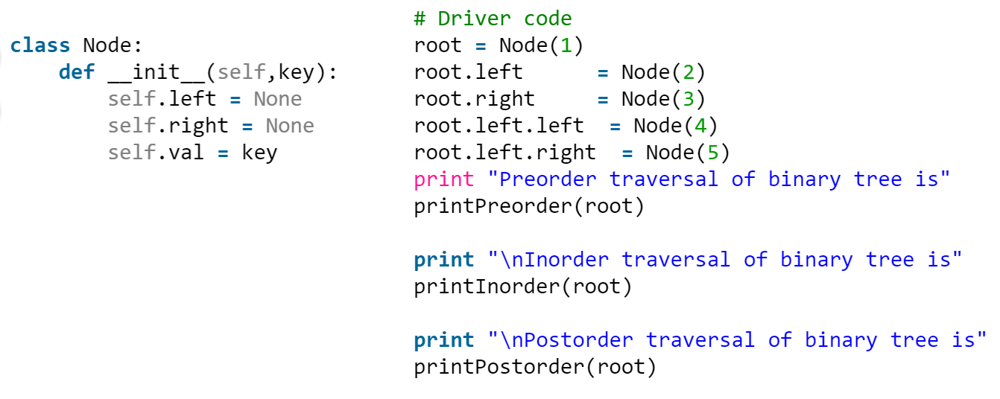 class Node:
    def __init__(self,key):
        self.left = None
        self.right = None
        self.val = key
# Driver code
root = Node(1)
root.left      = Node(2)
root.right     = Node(3)
root.left.left  = Node(4)
root.left.right  = Node(5)
print "Preorder traversal of binary tree is"
printPreorder(root)

print "\nInorder traversal of binary tree is"
printInorder(root)

print "\nPostorder traversal of binary tree is"
printPostorder(root)